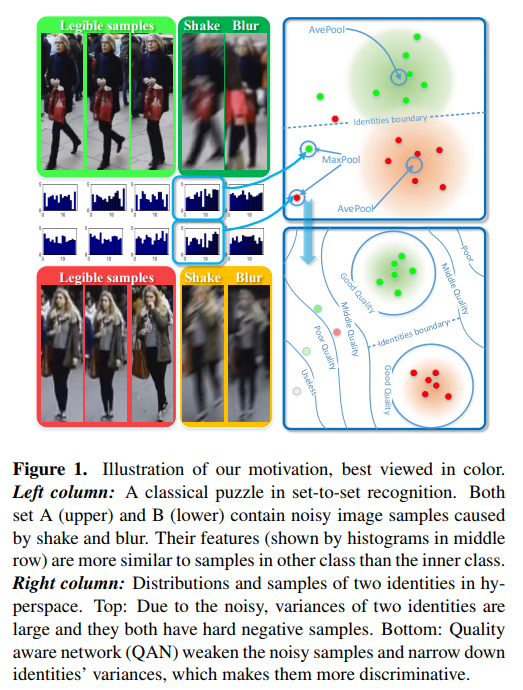 Legible samples Shake Blur
AvePool
Identities boundary
MaxPool
AvePool
Legible samples Shake Blur
Good Quality
Middle Quality
Poor
Middle Quality
Poor Quality
Useless
Identities boundary
Good Quality
Figure 1. Illustration of our motivation, best viewed in color.
Left column: A classical puzzle in set-to-set recognition. Both
set A (upper) and B (lower) contain noisy image samples caused
by shake and blur. Their features (shown by histograms in middle
row) are more similar to samples in other class than the inner class.
Right column: Distributions and samples of two identities in hy-
perspace. Top: Due to the noisy, variances of two identities are
large and they both have hard negative samples. Bottom: Quality
aware network (QAN) weaken the noisy samples and narrow down
identities' variances, which makes them more discriminative.